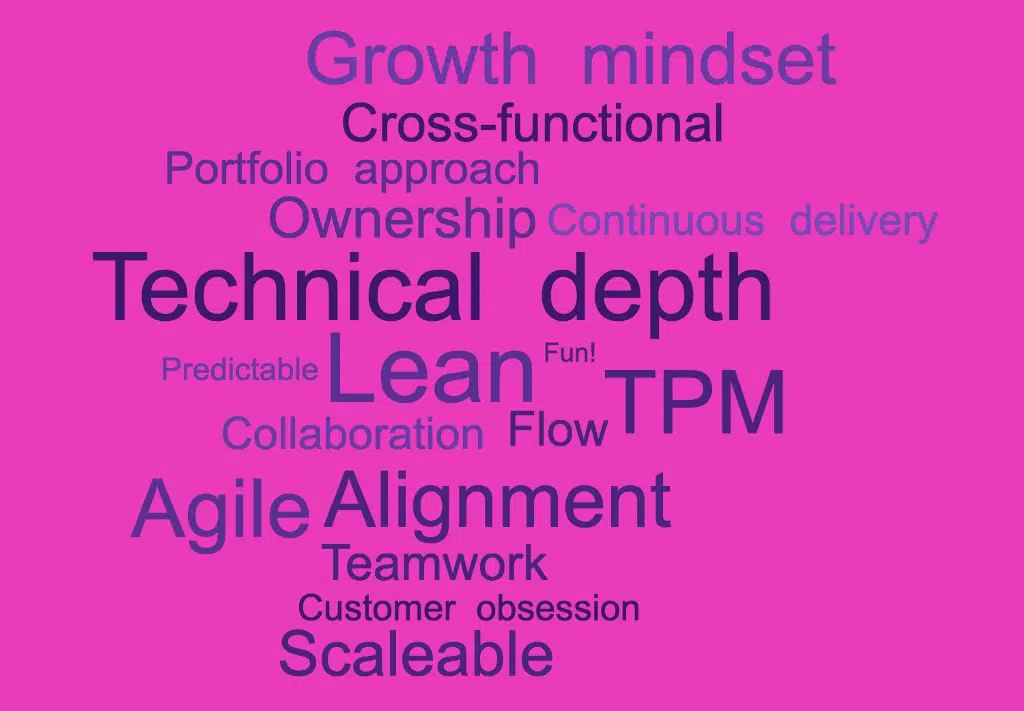 Growth mindset
Cross-functional
Portfolio approach
Ownership Continuous delivery
Technical depth
Predictable Lean Fun!
TPM
Collaboration Flow
Agile Alignment
Teamwork
Customer obsession
Scaleable